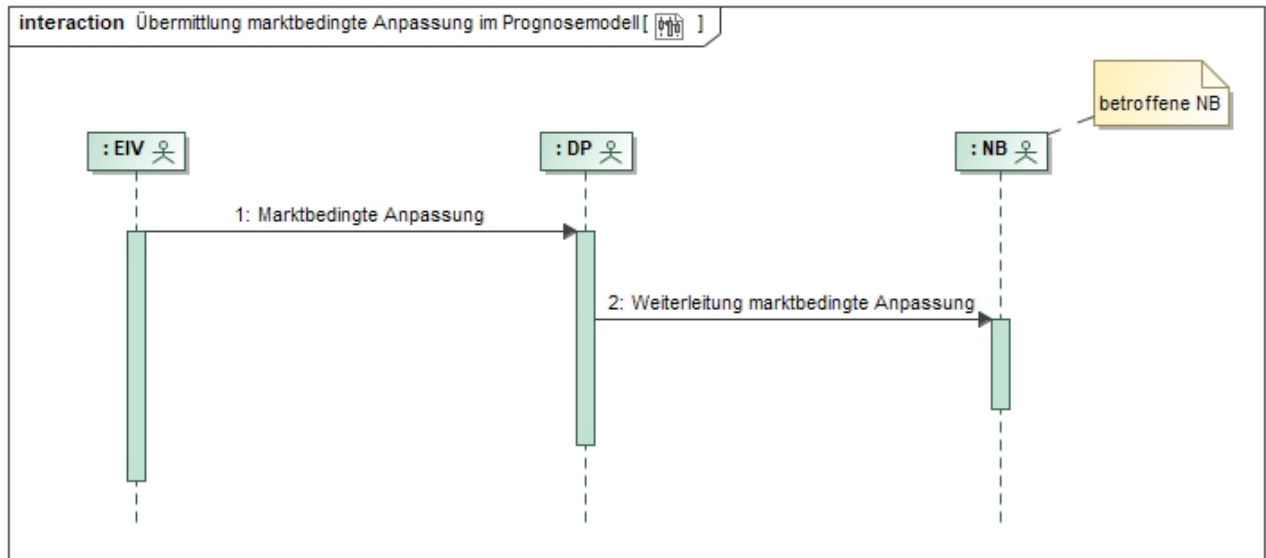 interaction Übermittlung marktbedingte Anpassung im Prognosemodell[ ]
betroffene NB
: EIV
: DP
: NB
1: Marktbedingte Anpassung
2: Weiterleitung marktbedingte Anpassung